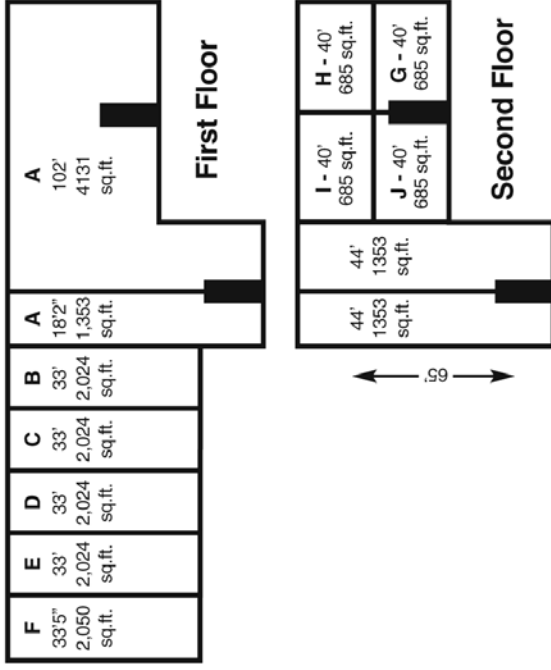 F
33'5"
2,050
sq.ft.
E
33'
2,024
sq.ft.
D
33'
2,024
sq.ft.
C
33'
2,024
sq.ft.
B
33'
2,024
sq.ft.
A
18'2"
1,353
sq.ft.
A
102'
4131
sq.ft.
First Floor
65'
44'
1353
sq.ft.
44'
1353
sq.ft.
I - 40'
685 sq.ft.
H - 40'
685 sq.ft.
J - 40'
685 sq.ft.
G - 40'
685 sq.ft.
Second Floor